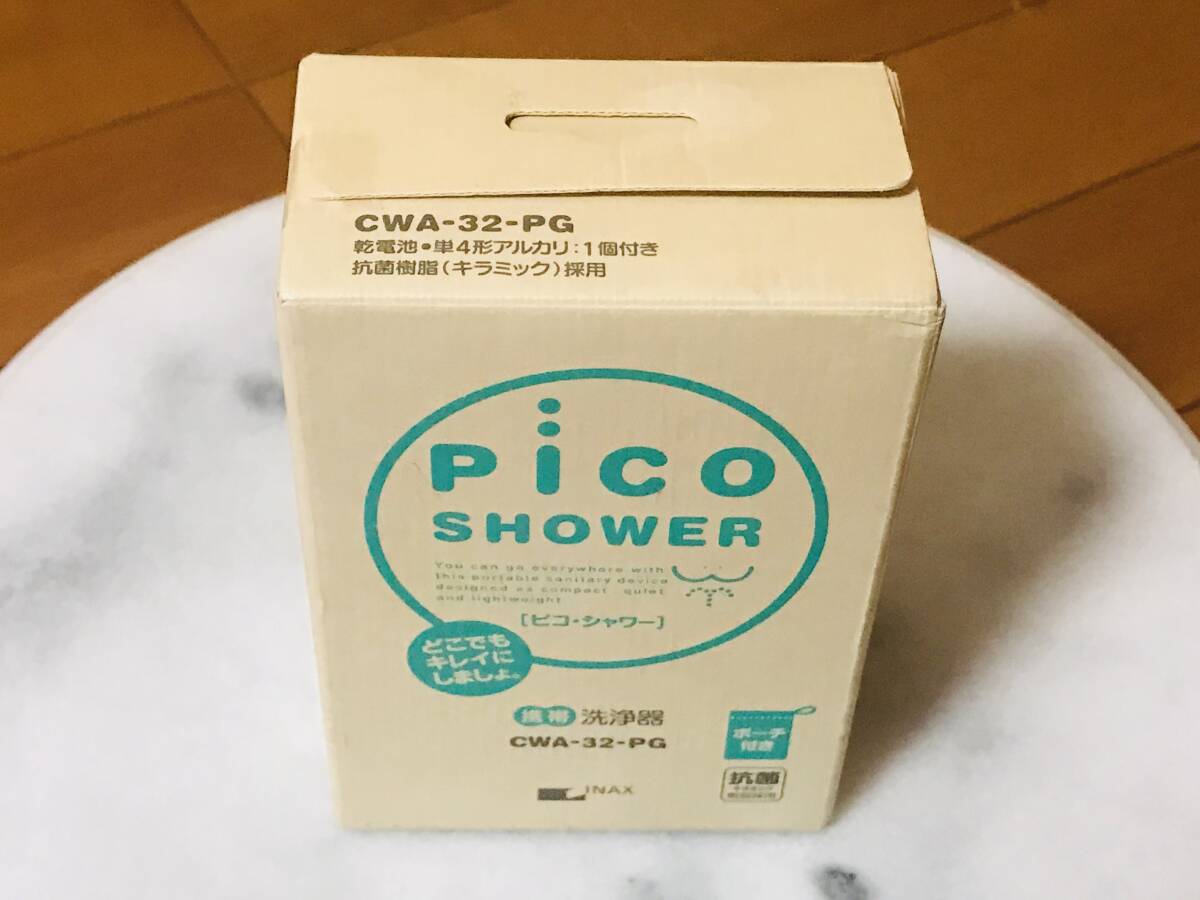 CWA-32-PG
乾電池・単4形アルカリ:1個付き
抗菌樹脂(キラミック)採用
Pico
SHOWER
You can go everywhere with
this portable sanitary device
designed as compact quiet
and lightweight
[ピコ・シャワー]
どこでも
キレイに
しましょ。
携帯 洗浄器
CWA-32-PG
ポーチ
付き
抗菌
INAX